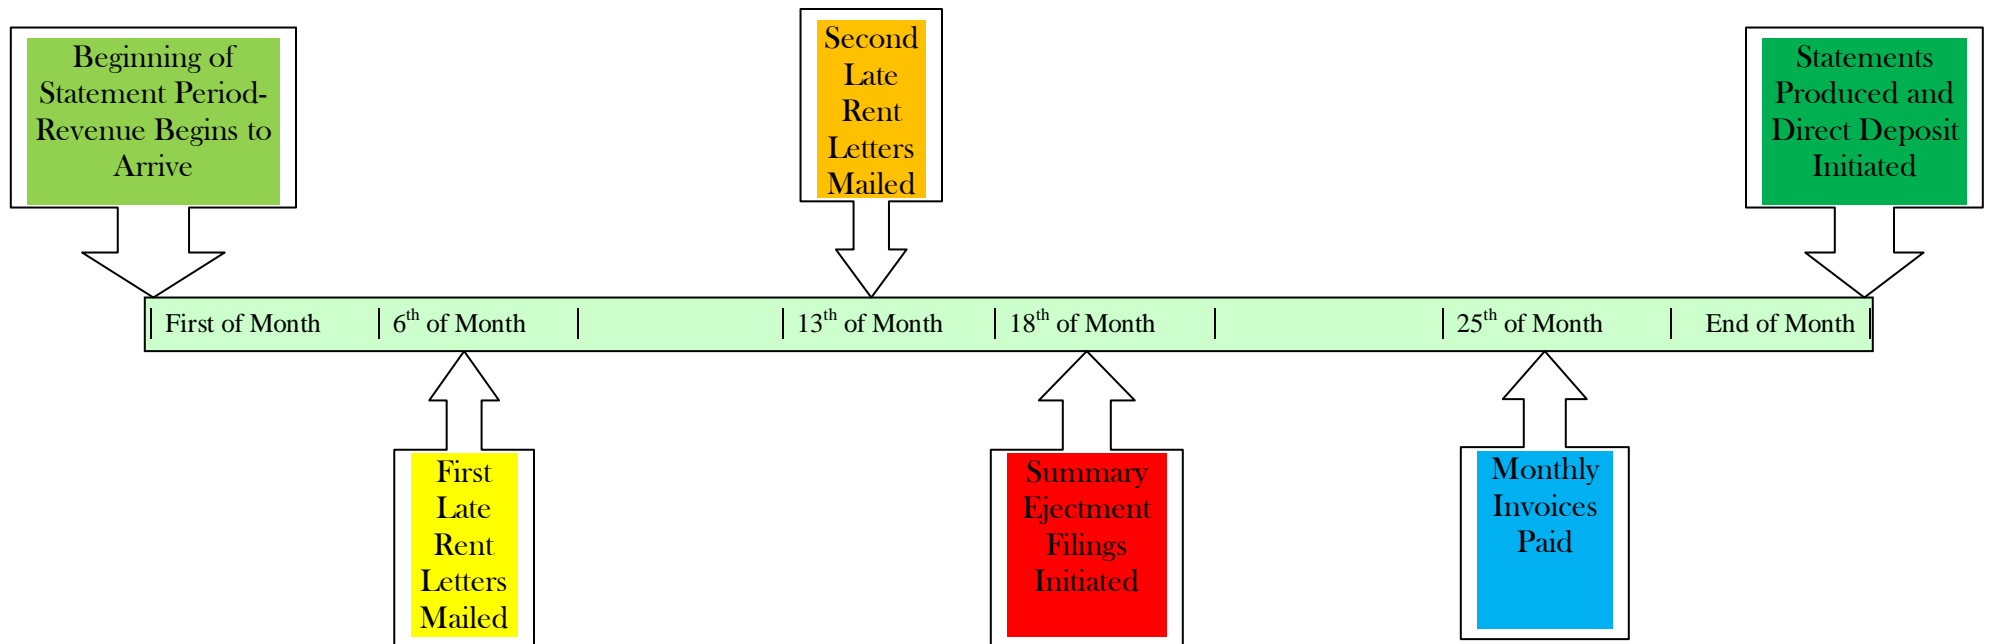 Beginning of
Statement Period-
Revenue Begins to
Arrive
Second
Late
Rent
Letters
Mailed
Statements
Produced and
Direct Deposit
Initiated
First of Month
6th of Month
13th of Month
18th of Month
25th of Month
End of Month
First
Late
Rent
Letters
Mailed
Summary
Ejectment
Filings
Initiated
Monthly
Invoices
Paid